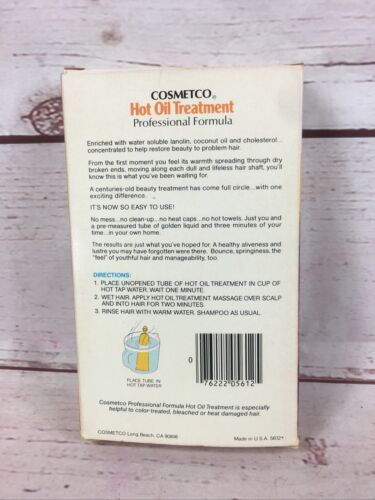 COSMETCO®
Hot Oil Treatment
Professional Formula
Enriched with water soluble lanolin, coconut oil and cholesterol...
concentrated to help restore beauty to problem hair.
From the first moment you feel its warmth spreading through dry
broken ends, moving along each dull and lifeless hair shaft, you'll
know this is what you've been waiting for.
A centuries-old beauty treatment has come full circle...with one
exciting difference.
IT'S NOW SO EASY TO USE!
No mess...no clean-up...no heat caps...no hot towels. Just you and
a pre-measured tube of golden liquid and three minutes of your
time...in your own home.
The results are just what you've hoped for. A healthy aliveness and
lustre you may have forgotten were there. Bounce, springiness, the
"feel" of youthful hair and manageability, too.
DIRECTIONS:
1. PLACE UNOPENED TUBE OF HOT OIL TREATMENT IN CUP OF
HOT TAP WATER. WAIT ONE MINUTE.
2. WET HAIR. APPLY HOT OIL TREATMENT. MASSAGE OVER SCALP
AND INTO HAIR FOR TWO MINUTES.
3. RINSE HAIR WITH WARM WATER. SHAMPOO AS USUAL.
PLACE TUBE IN
HOT TAP-WATER
0
76222 05612
Cosmetco Professional Formula Hot Oil Treatment is especially
helpful to color-treated, bleached or heat damaged hair.
COSMETCO Long Beach, CA 90806
Made in U.S.A.